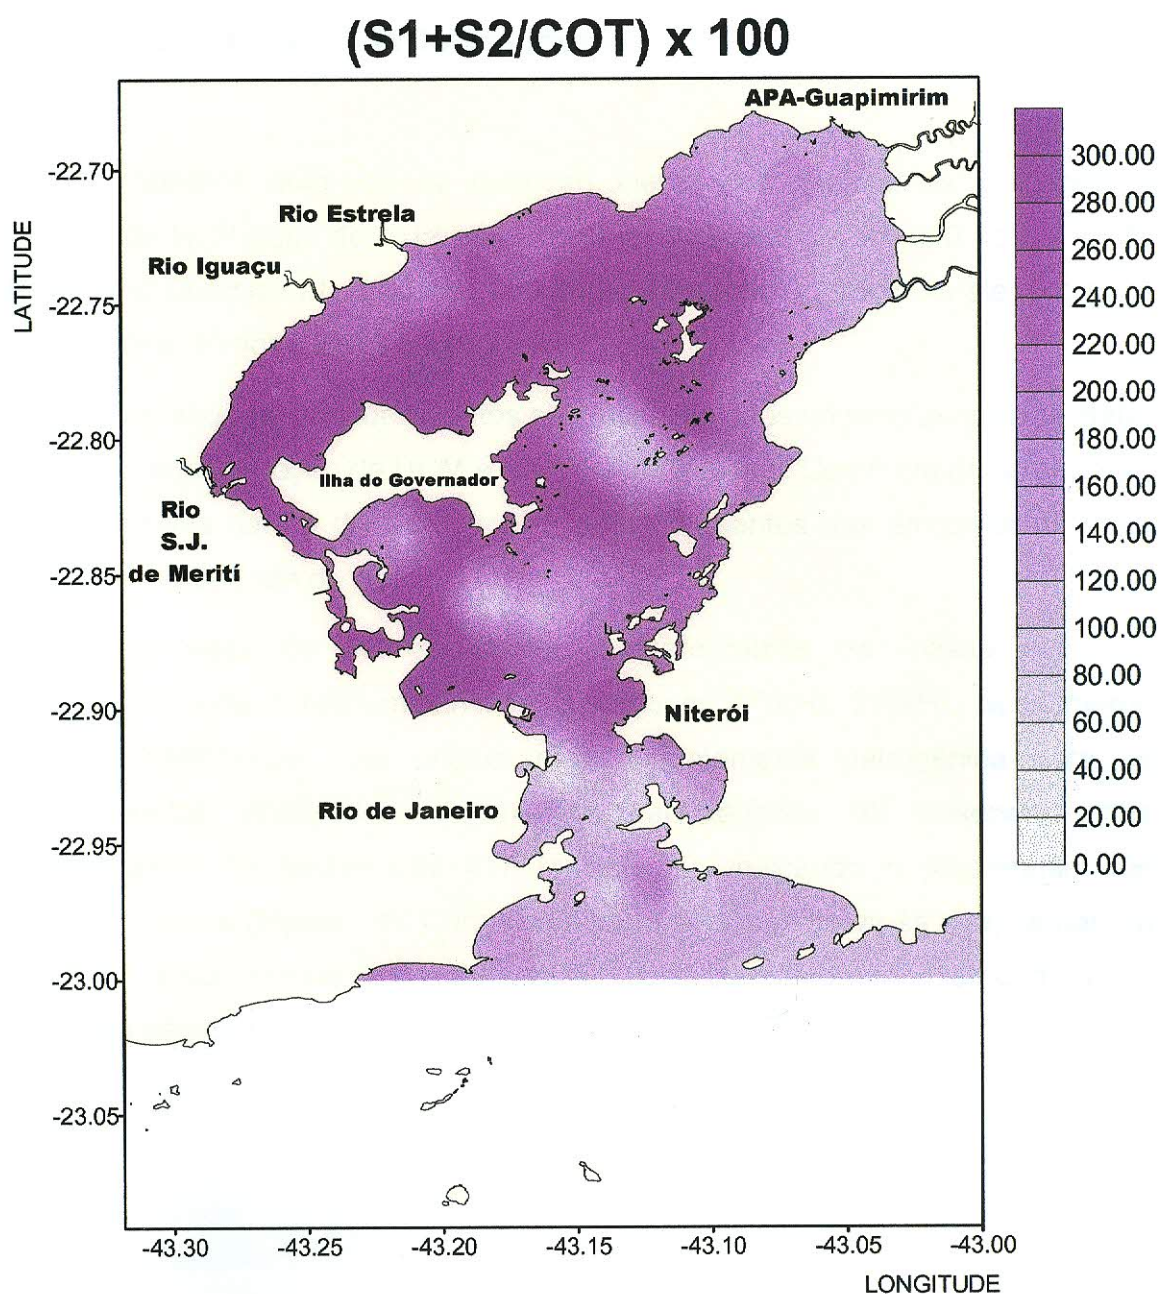 (S1+S2/COT) x 100
APA-Guapimirim
Rio Estrela
Rio Iguaçu
Ilha do Governador
Rio
S.J.
de Merití
Niterói
Rio de Janeiro
LATITUDE
-22.70
-22.75
-22.80
-22.85
-22.90
-22.95
-23.00
-23.05
300.00
280.00
260.00
240.00
220.00
200.00
180.00
160.00
140.00
120.00
100.00
80.00
60.00
40.00
20.00
0.00
-43.30 -43.25 -43.20 -43.15 -43.10 -43.05 -43.00
LONGITUDE